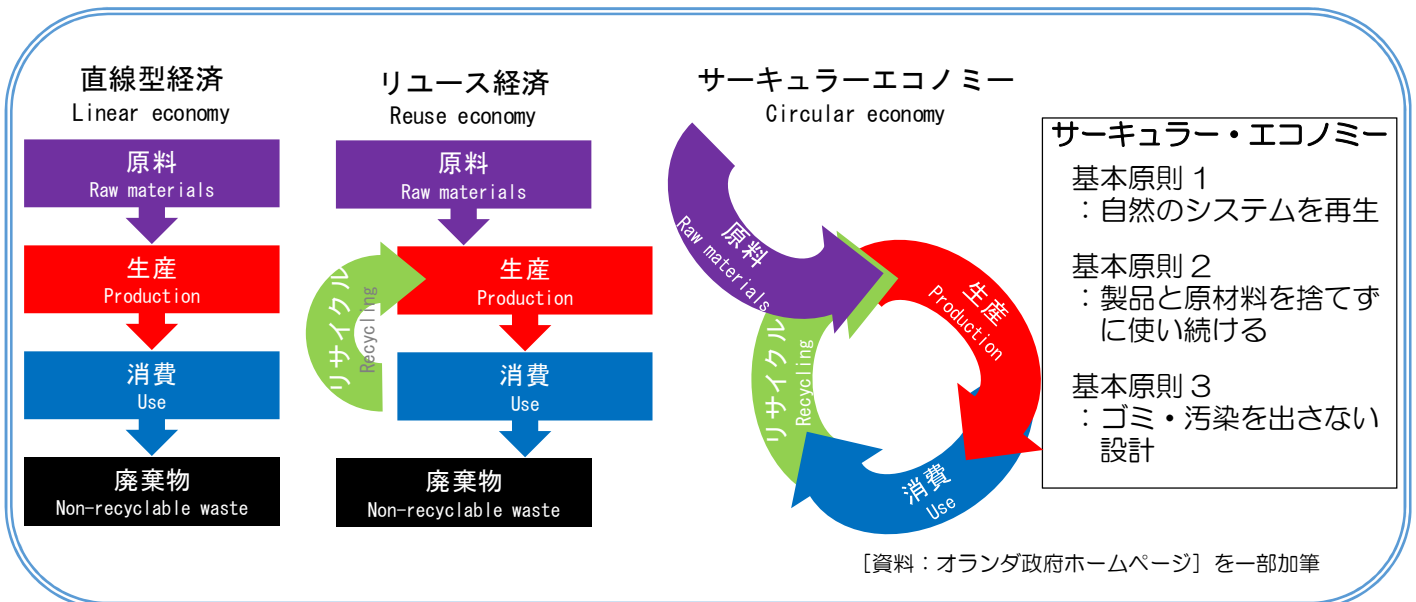 直線型経済
Linear economy
原料
Raw materials
生産
Production
消費
Use
廃棄物
Non-recyclable waste
リユース経済
Reuse economy
原料
Raw materials
生産
Production
リサイクル
Recycling
消費
Use
廃棄物
Non-recyclable waste
サーキュラーエコノミー
Circular economy
原料
Raw materials
生産
Production
消費
Use
リサイクル
Recycling
サーキュラー・エコノミー
基本原則1
：自然のシステムを再生
基本原則2
：製品と原材料を捨てず
に使い続ける
基本原則3
：ゴミ・汚染を出さない
設計
［資料：オランダ政府ホームページ］を一部加筆